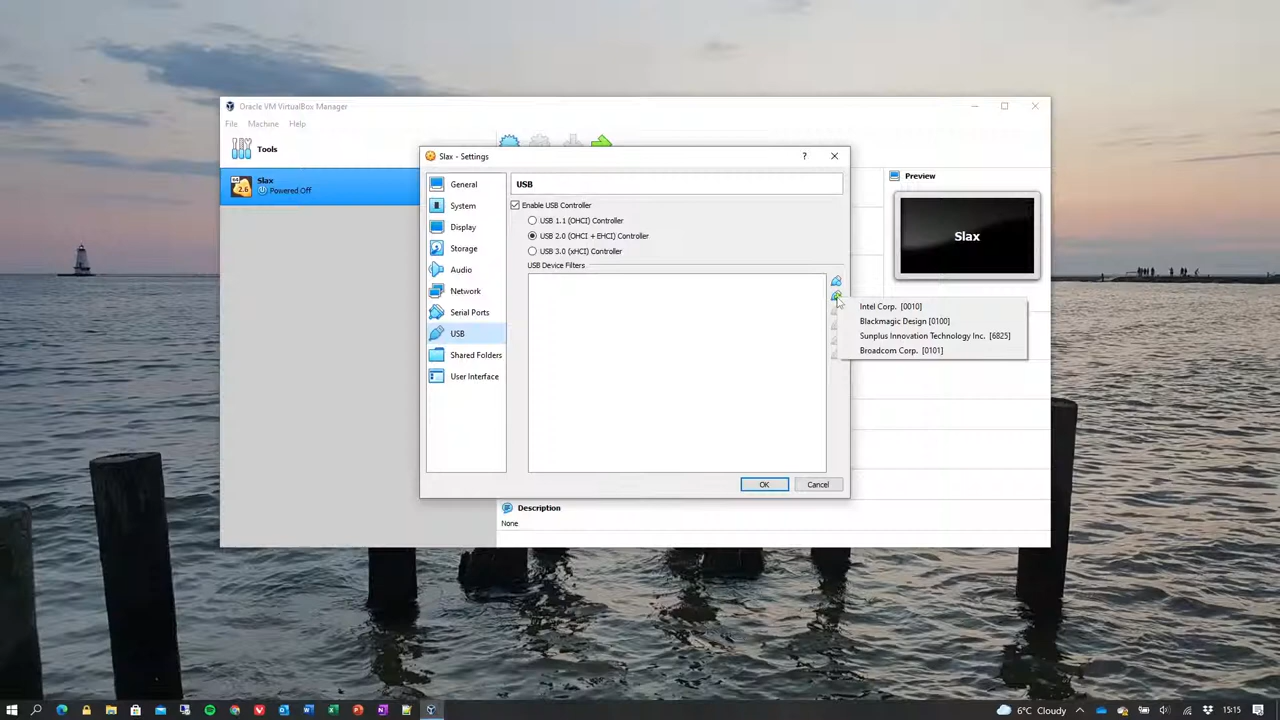 Oracle VM VirtualBox Manager
File Machine Help
Tools
Slax
Powered Off
2.6
Slax - Settings
?
General
System
Display
Storage
Audio
Network
Serial Ports
USB
Shared Folders
User Interface
USB
Enable USB Controller
USB 1.1 (OHCI) Controller
USB 2.0 (OHCI + EHCI) Controller
USB 3.0 (xHCI) Controller
USB Device Filters
Intel Corp. [0010]
Blackmagic Design [0100]
Sunplus Innovation Technology Inc. [6825]
Broadcom Corp. [0101]
OK
Cancel
Preview
Slax
Description
None
6°C Cloudy
15:15